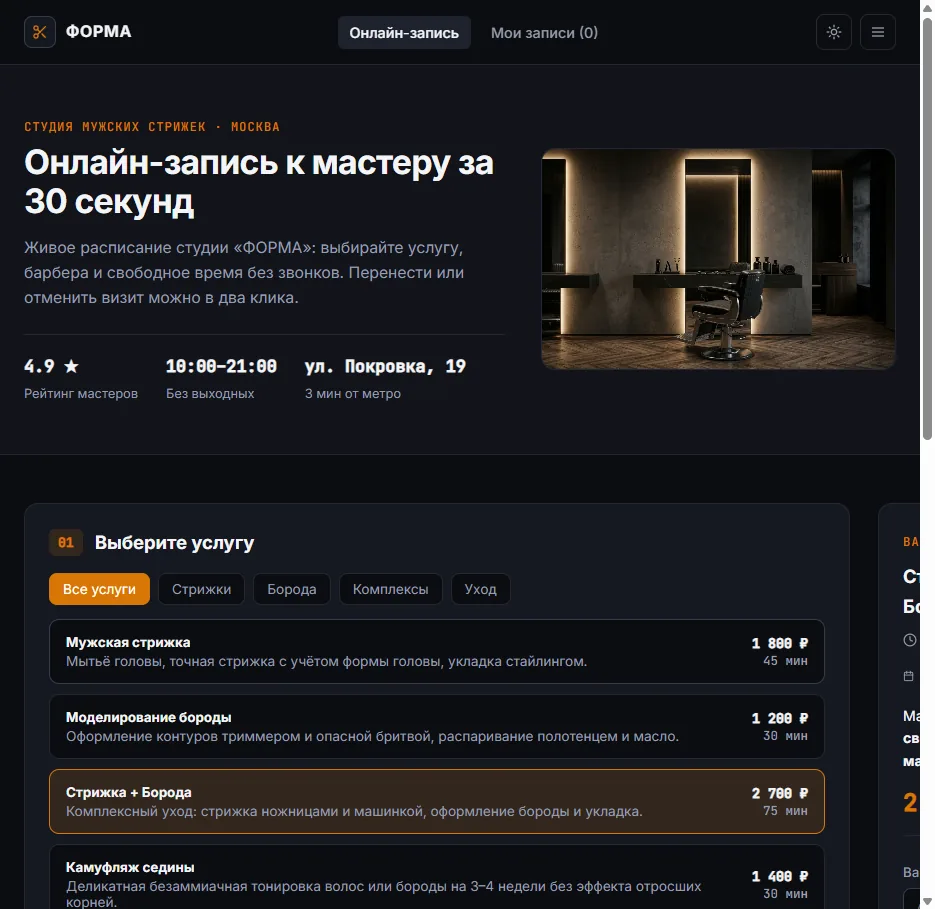 ФОРМА
Онлайн-запись
Мои записи (0)
СТУДИЯ МУЖСКИХ СТРИЖЕК · МОСКВА
Онлайн-запись к мастеру за
30 секунд
Живое расписание студии «ФОРМА»: выбирайте услугу,
барбера и свободное время без звонков. Перенести или
отменить визит можно в два клика.
4.9 ★
Рейтинг мастеров
10:00–21:00
Без выходных
ул. Покровка, 19
3 мин от метро
01
Выберите услугу
Все услуги
Стрижки
Борода
Комплексы
Уход
Мужская стрижка
Мытьё головы, точная стрижка с учётом формы головы, укладка стайлингом.
1 800 ₽
45 мин
Моделирование бороды
Оформление контуров триммером и опасной бритвой, распаривание полотенцем и масло.
1 200 ₽
30 мин
Стрижка + Борода
Комплексный уход: стрижка ножницами и машинкой, оформление бороды и укладка.
2 700 ₽
75 мин
Камуфляж седины
Деликатная безаммиачная тонировка волос или бороды на 3–4 недели без эффекта отросших
корней.
1 400 ₽
30 мин